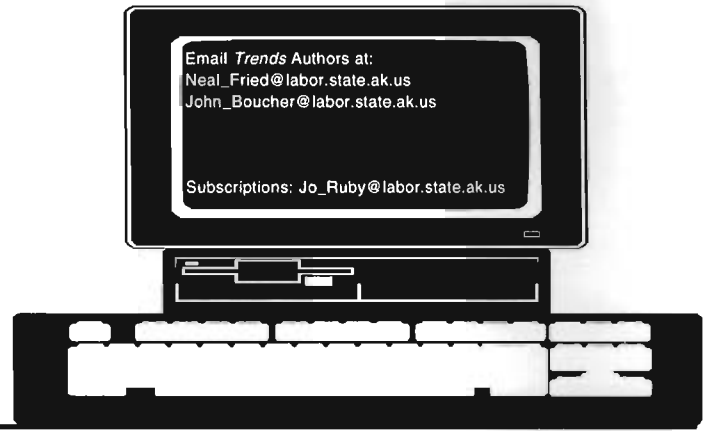 Email Trends Authors at:
Neal_Fried@labor.state.ak.us
John_Boucher@labor.state.ak.us
Subscriptions: Jo_Ruby@labor.state.ak.us